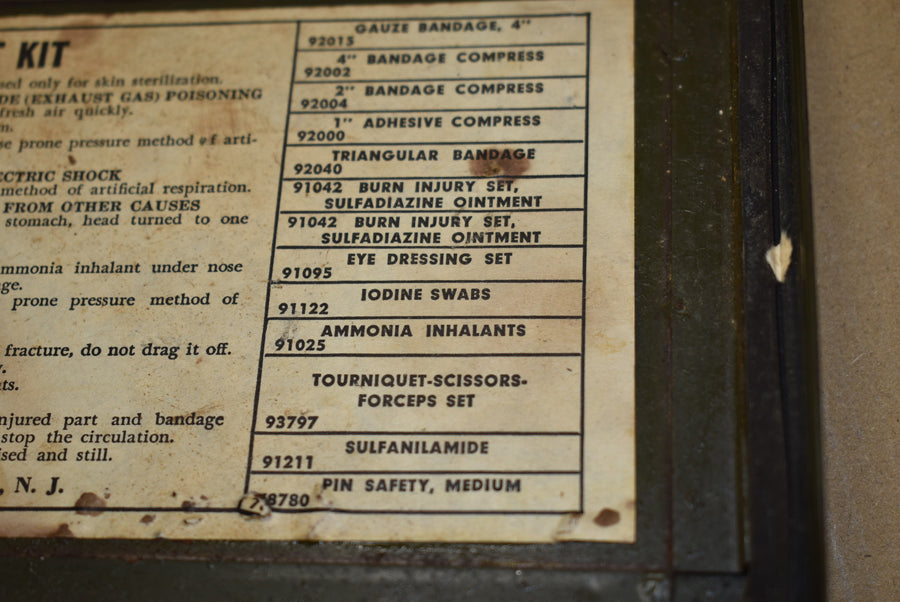 T KIT
sed only for skin sterilization.
DE (EXHAUST GAS) POISONING
fresh air quickly.
n.
se prone pressure method of arti-
ECTRIC SHOCK
method of artificial respiration.
FROM OTHER CAUSES
stomach, head turned to one
mmonia inhalant under nose
ge.
prone pressure method of
fracture, do not drag it off.
y.
ts.
njured part and bandage
stop the circulation.
ised and still.
, N. J.
GAUZE BANDAGE, 4"
92015
4" BANDAGE COMPRESS
92002
2" BANDAGE COMPRESS
92004
1" ADHESIVE COMPRESS
92000
TRIANGULAR BANDAGE
92040
91042 BURN INJURY SET,
SULFADIAZINE OINTMENT
91042 BURN INJURY SET,
SULFADIAZINE OINTMENT
EYE DRESSING SET
91095
IODINE SWABS
91122
AMMONIA INHALANTS
91025
TOURNIQUET-SCISSORS-
FORCEPS SET
93797
SULFANILAMIDE
91211
PIN SAFETY, MEDIUM
78780